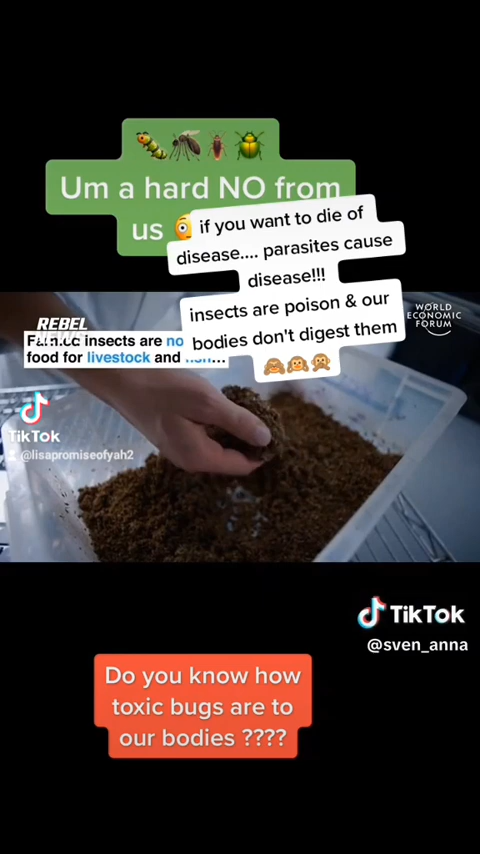 Um a hard NO from
us
if you want to die of
disease.... parasites cause
disease!!!
insects are poison & our
bodies don't digest them
REBEL
NEWS
WORLD
ECONOMIC
FORUM
insects are no
food for livestock and
TikTok
@lisapromiseofyah2
TikTok
@sven_anna
Do you know how
toxic bugs are to
our bodies ????